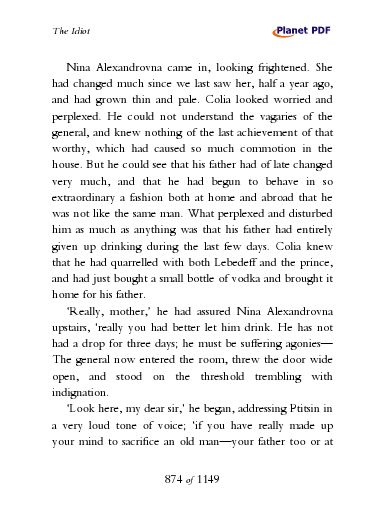 The Idiot
Planet PDF
Nina Alexandrovna came in, looking frightened. She
had changed much since we last saw her, half a year ago,
and had grown thin and pale. Colia looked worried and
perplexed. He could not understand the vagaries of the
general, and knew nothing of the last achievement of that
worthy, which had caused so much commotion in the
house. But he could see that his father had of late changed
very much, and that he had begun to behave in so
extraordinary a fashion both at home and abroad that he
was not like the same man. What perplexed and disturbed
him as much as anything was that his father had entirely
given up drinking during the last few days. Colia knew
that he had quarrelled with both Lebedeff and the prince,
and had just bought a small bottle of vodka and brought it
home for his father.
‘Really, mother,’ he had assured Nina Alexandrovna
upstairs, ‘really you had better let him drink. He has not
had a drop for three days; he must be suffering agonies—
The general now entered the room, threw the door wide
open, and stood on the threshold trembling with
indignation.
‘Look here, my dear sir,’ he began, addressing Ptitsin in
a very loud tone of voice; ‘if you have really made up
your mind to sacrifice an old man—your father too or at
874 of 1149